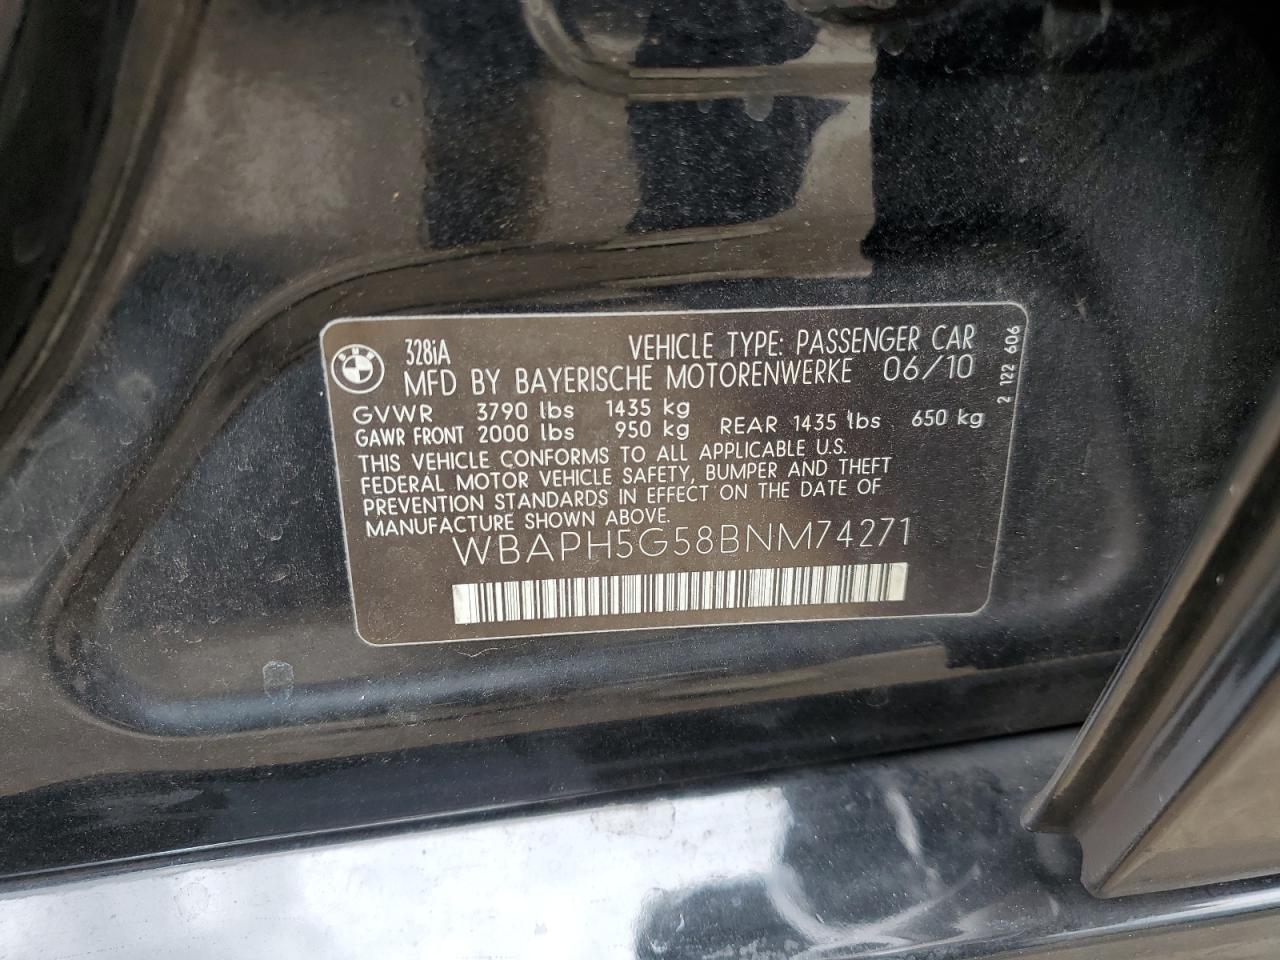 328iA VEHICLE TYPE: PASSENGER CAR
BMW MFD BY BAYERISCHE MOTORENWERKE 06/10
GVWR 3790 lbs 1435 kg
GAWR FRONT 2000 lbs 950 kg REAR 1435 lbs 650 kg
THIS VEHICLE CONFORMS TO ALL APPLICABLE U.S.
FEDERAL MOTOR VEHICLE SAFETY, BUMPER AND THEFT
PREVENTION STANDARDS IN EFFECT ON THE DATE OF
MANUFACTURE SHOWN ABOVE.
WBAPH5G58BNM74271
2 122 606